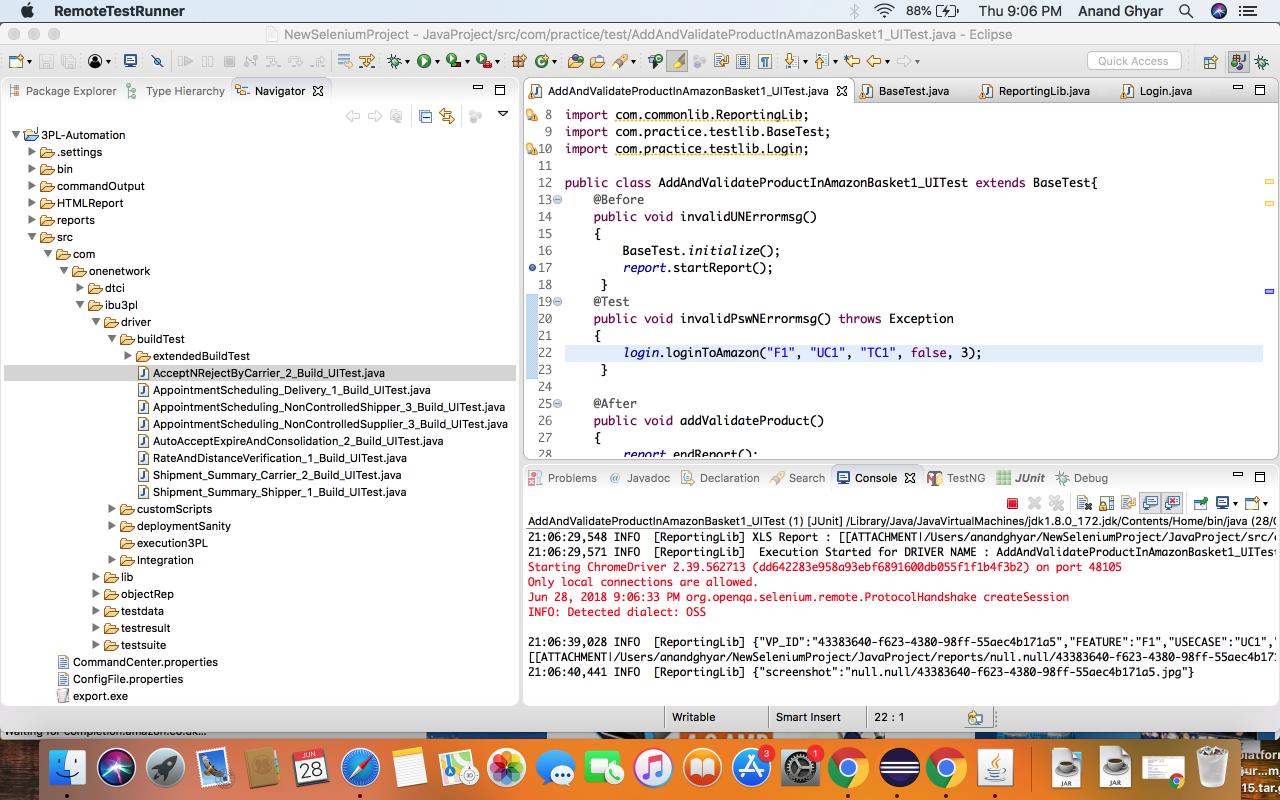 RemoteTestRunner
88%
Thu 9:06 PM
Anand Ghyar
NewSeleniumProject - JavaProject/src/com/practice/test/AddAndValidateProductInAmazonBasket1_UITest.java - Eclipse
Quick Access
Package Explorer
Type Hierarchy
Navigator
3PL-Automation
.settings
bin
commandOutput
HTMLReport
reports
src
com
onenetwork
dtci
ibu3pl
driver
buildTest
extendedBuildTest
AcceptNRejectByCarrier_2_Build_UITest.java
AppointmentScheduling_Delivery_1_Build_UITest.java
AppointmentScheduling_NonControlledShipper_3_Build_UITest.java
AppointmentScheduling_NonControlledSupplier_3_Build_UITest.java
AutoAcceptExpireAndConsolidation_2_Build_UITest.java
RateAndDistanceVerification_1_Build_UITest.java
Shipment_Summary_Carrier_2_Build_UITest.java
Shipment_Summary_Shipper_1_Build_UITest.java
customScripts
deploymentSanity
execution3PL
Integration
lib
objectRep
testdata
testresult
testsuite
CommandCenter.properties
ConfigFile.properties
export.exe
AddAndValidateProductInAmazonBasket1_UITest.java
BaseTest.java
ReportingLib.java
Login.java
8 import com.commonlib.ReportingLib;
9 import com.practice.testlib.BaseTest;
10 import com.practice.testlib.Login;
11
12 public class AddAndValidateProductInAmazonBasket1_UITest extends BaseTest{
13 @Before
14 public void invalidUNErrormsg()
15 {
16 BaseTest.initialize();
17 report.startReport();
18 }
19 @Test
20 public void invalidPswNErrormsg() throws Exception
21 {
22 login.loginToAmazon("F1", "UC1", "TC1", false, 3);
23 }
24
25 @After
26 public void addValidateProduct()
27 {
28 report.endReport();
Problems
@ Javadoc
Declaration
Search
Console
TestNG
JUnit
Debug
AddAndValidateProductInAmazonBasket1_UITest (1) [JUnit] /Library/Java/JavaVirtualMachines/jdk1.8.0_172.jdk/Contents/Home/bin/java (28/0
21:06:29,548 INFO [ReportingLib] XLS Report : [[ATTACHMENT|/Users/anandghyar/NewSeleniumProject/JavaProject/src/
21:06:29,571 INFO [ReportingLib] Execution Started for DRIVER NAME : AddAndValidateProductInAmazonBasket1_UITest
Starting ChromeDriver 2.39.562713 (dd642283e958a93ebf6891600db055f1f1b4f3b2) on port 48105
Only local connections are allowed.
Jun 28, 2018 9:06:33 PM org.openqa.selenium.remote.ProtocolHandshake createSession
INFO: Detected dialect: OSS
21:06:39,028 INFO [ReportingLib] {"VP_ID":"43383640-f623-4380-98ff-55aec4b171a5","FEATURE":"F1","USECASE":"UC1",
[[ATTACHMENT|/Users/anandghyar/NewSeleniumProject/JavaProject/reports/null.null/43383640-f623-4380-98ff-55aec4b17
21:06:40,441 INFO [ReportingLib] {"screenshot":"null.null/43383640-f623-4380-98ff-55aec4b171a5.jpg"}
Writable
Smart Insert
22 : 1
Waiting for completion.amazon.co.uk...
JUN
28
3
1
JAR
JAR
15.tar.g